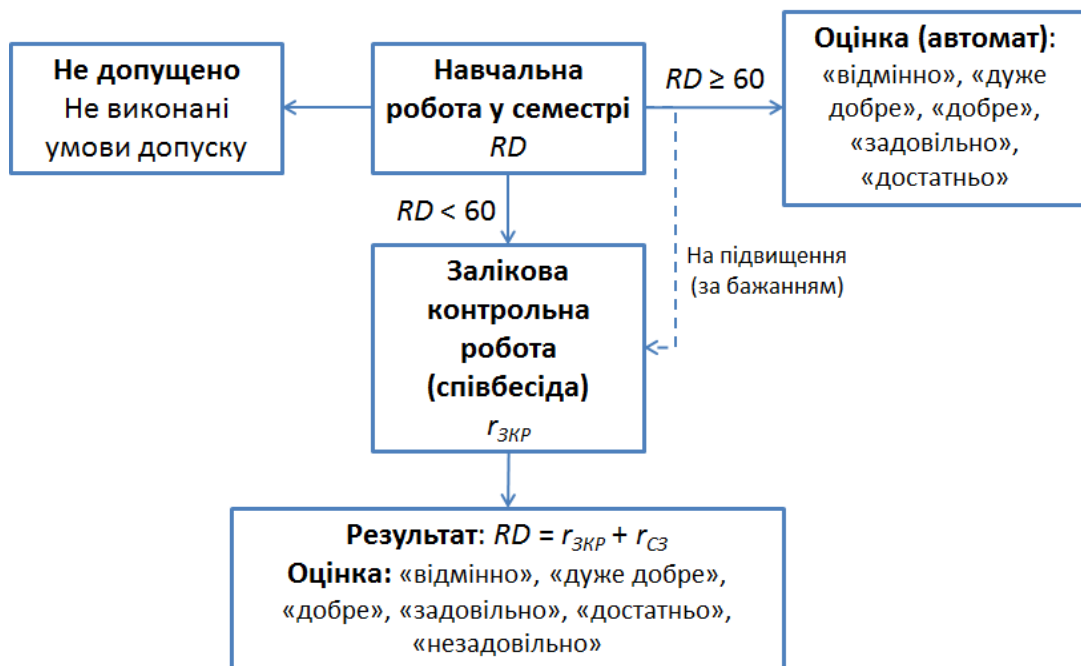 Не допущено
Не виконані
умови допуску
Навчальна
робота у семестрі
RD
RD ≥ 60
Оцінка (автомат):
«відмінно», «дуже
добре», «добре»,
«задовільно»,
«достатньо»
RD < 60
На підвищення
(за бажанням)
Залікова
контрольна
робота
(співбесіда)
rЗКР
Результат: RD = rЗКР + rСЗ
Оцінка: «відмінно», «дуже добре»,
«добре», «задовільно», «достатньо»,
«незадовільно»